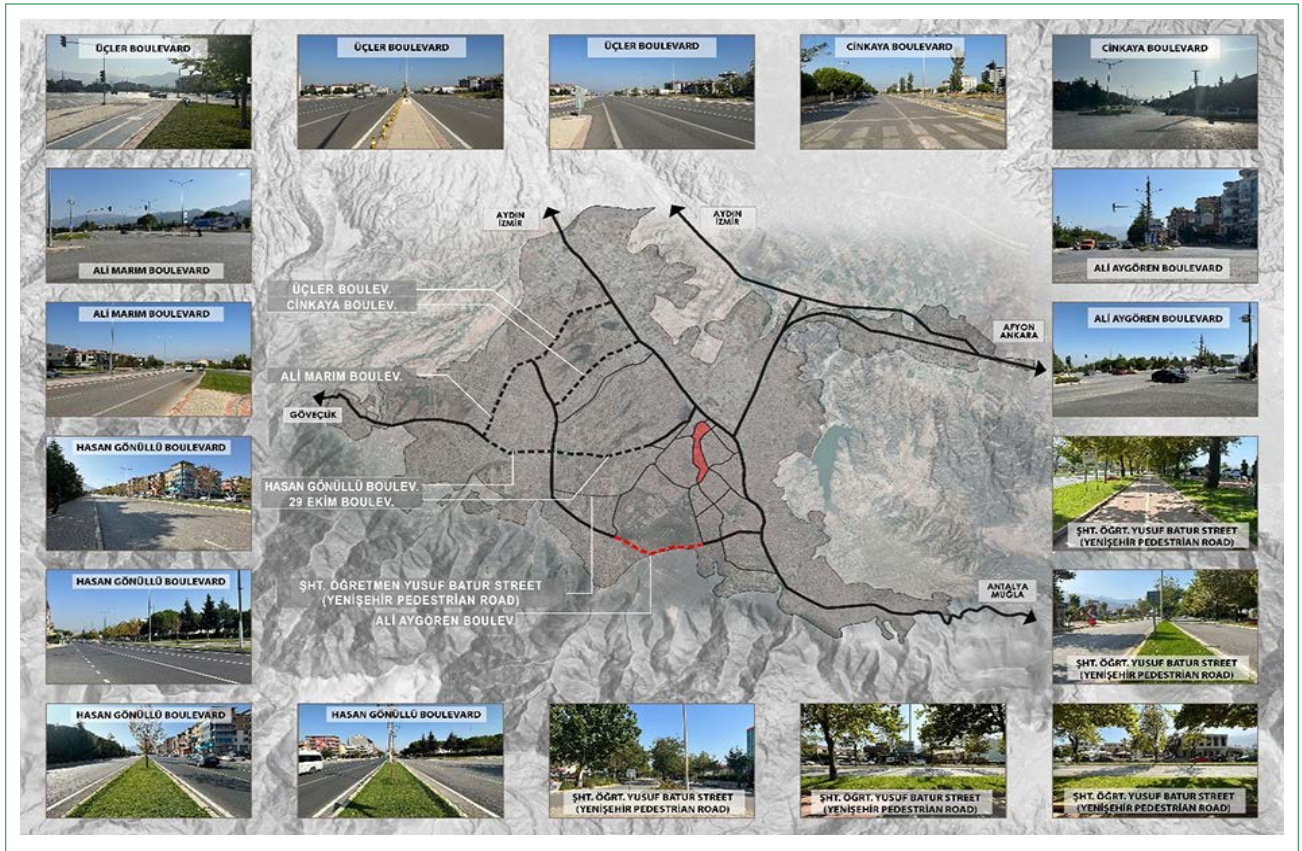 ÜÇLER BOULEVARD
ÜÇLER BOULEVARD
ÜÇLER BOULEVARD
CİNKAYA BOULEVARD
CİNKAYA BOULEVARD
ALİ MARIM BOULEVARD
ALİ AYGÖREN BOULEVARD
ALİ MARIM BOULEVARD
ALİ AYGÖREN BOULEVARD
HASAN GÖNÜLLÜ BOULEVARD
ŞHT. ÖĞRT. YUSUF BATUR STREET
(YENİŞEHİR PEDESTRIAN ROAD)
HASAN GÖNÜLLÜ BOULEVARD
ŞHT. ÖĞRT. YUSUF BATUR STREET
(YENİŞEHİR PEDESTRIAN ROAD)
HASAN GÖNÜLLÜ BOULEVARD
HASAN GÖNÜLLÜ BOULEVARD
ŞHT. ÖĞRT. YUSUF BATUR STREET
(YENİŞEHİR PEDESTRIAN ROAD)
ŞHT. ÖĞRT. YUSUF BATUR STREET
(YENİŞEHİR PEDESTRIAN ROAD)
ŞHT. ÖĞRT. YUSUF BATUR STREET
(YENİŞEHİR PEDESTRIAN ROAD)
AYDIN
İZMİR
AYDIN
İZMİR
ÜÇLER BOULEV.
CİNKAYA BOULEV.
AFYON
ANKARA
ALİ MARIM BOULEV.
GÖVEÇLİK
HASAN GÖNÜLLÜ BOULEV.
29 EKİM BOULEV.
ŞHT. ÖĞRETMEN YUSUF BATUR STREET
(YENİŞEHİR PEDESTRIAN ROAD)
ALİ AYGÖREN BOULEV.
ANTALYA
MUĞLA